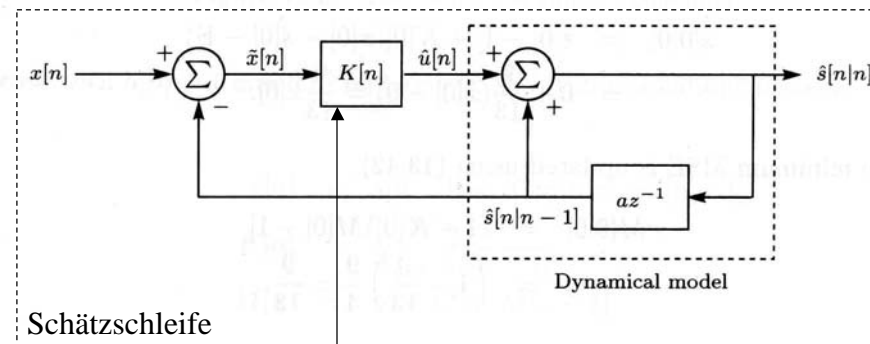 + x̃[n] û[n] + ŝ[n|n]
x[n] Σ K[n] Σ
− +
az⁻¹
ŝ[n|n − 1]
Dynamical model
Schätzschleife